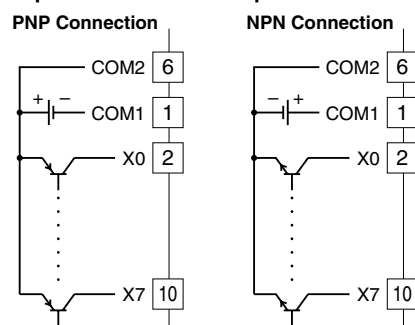 PNP Connection
COM2 6
+ − COM1 1
X0 2
X7 10
NPN Connection
COM2 6
− + COM1 1
X0 2
X7 10